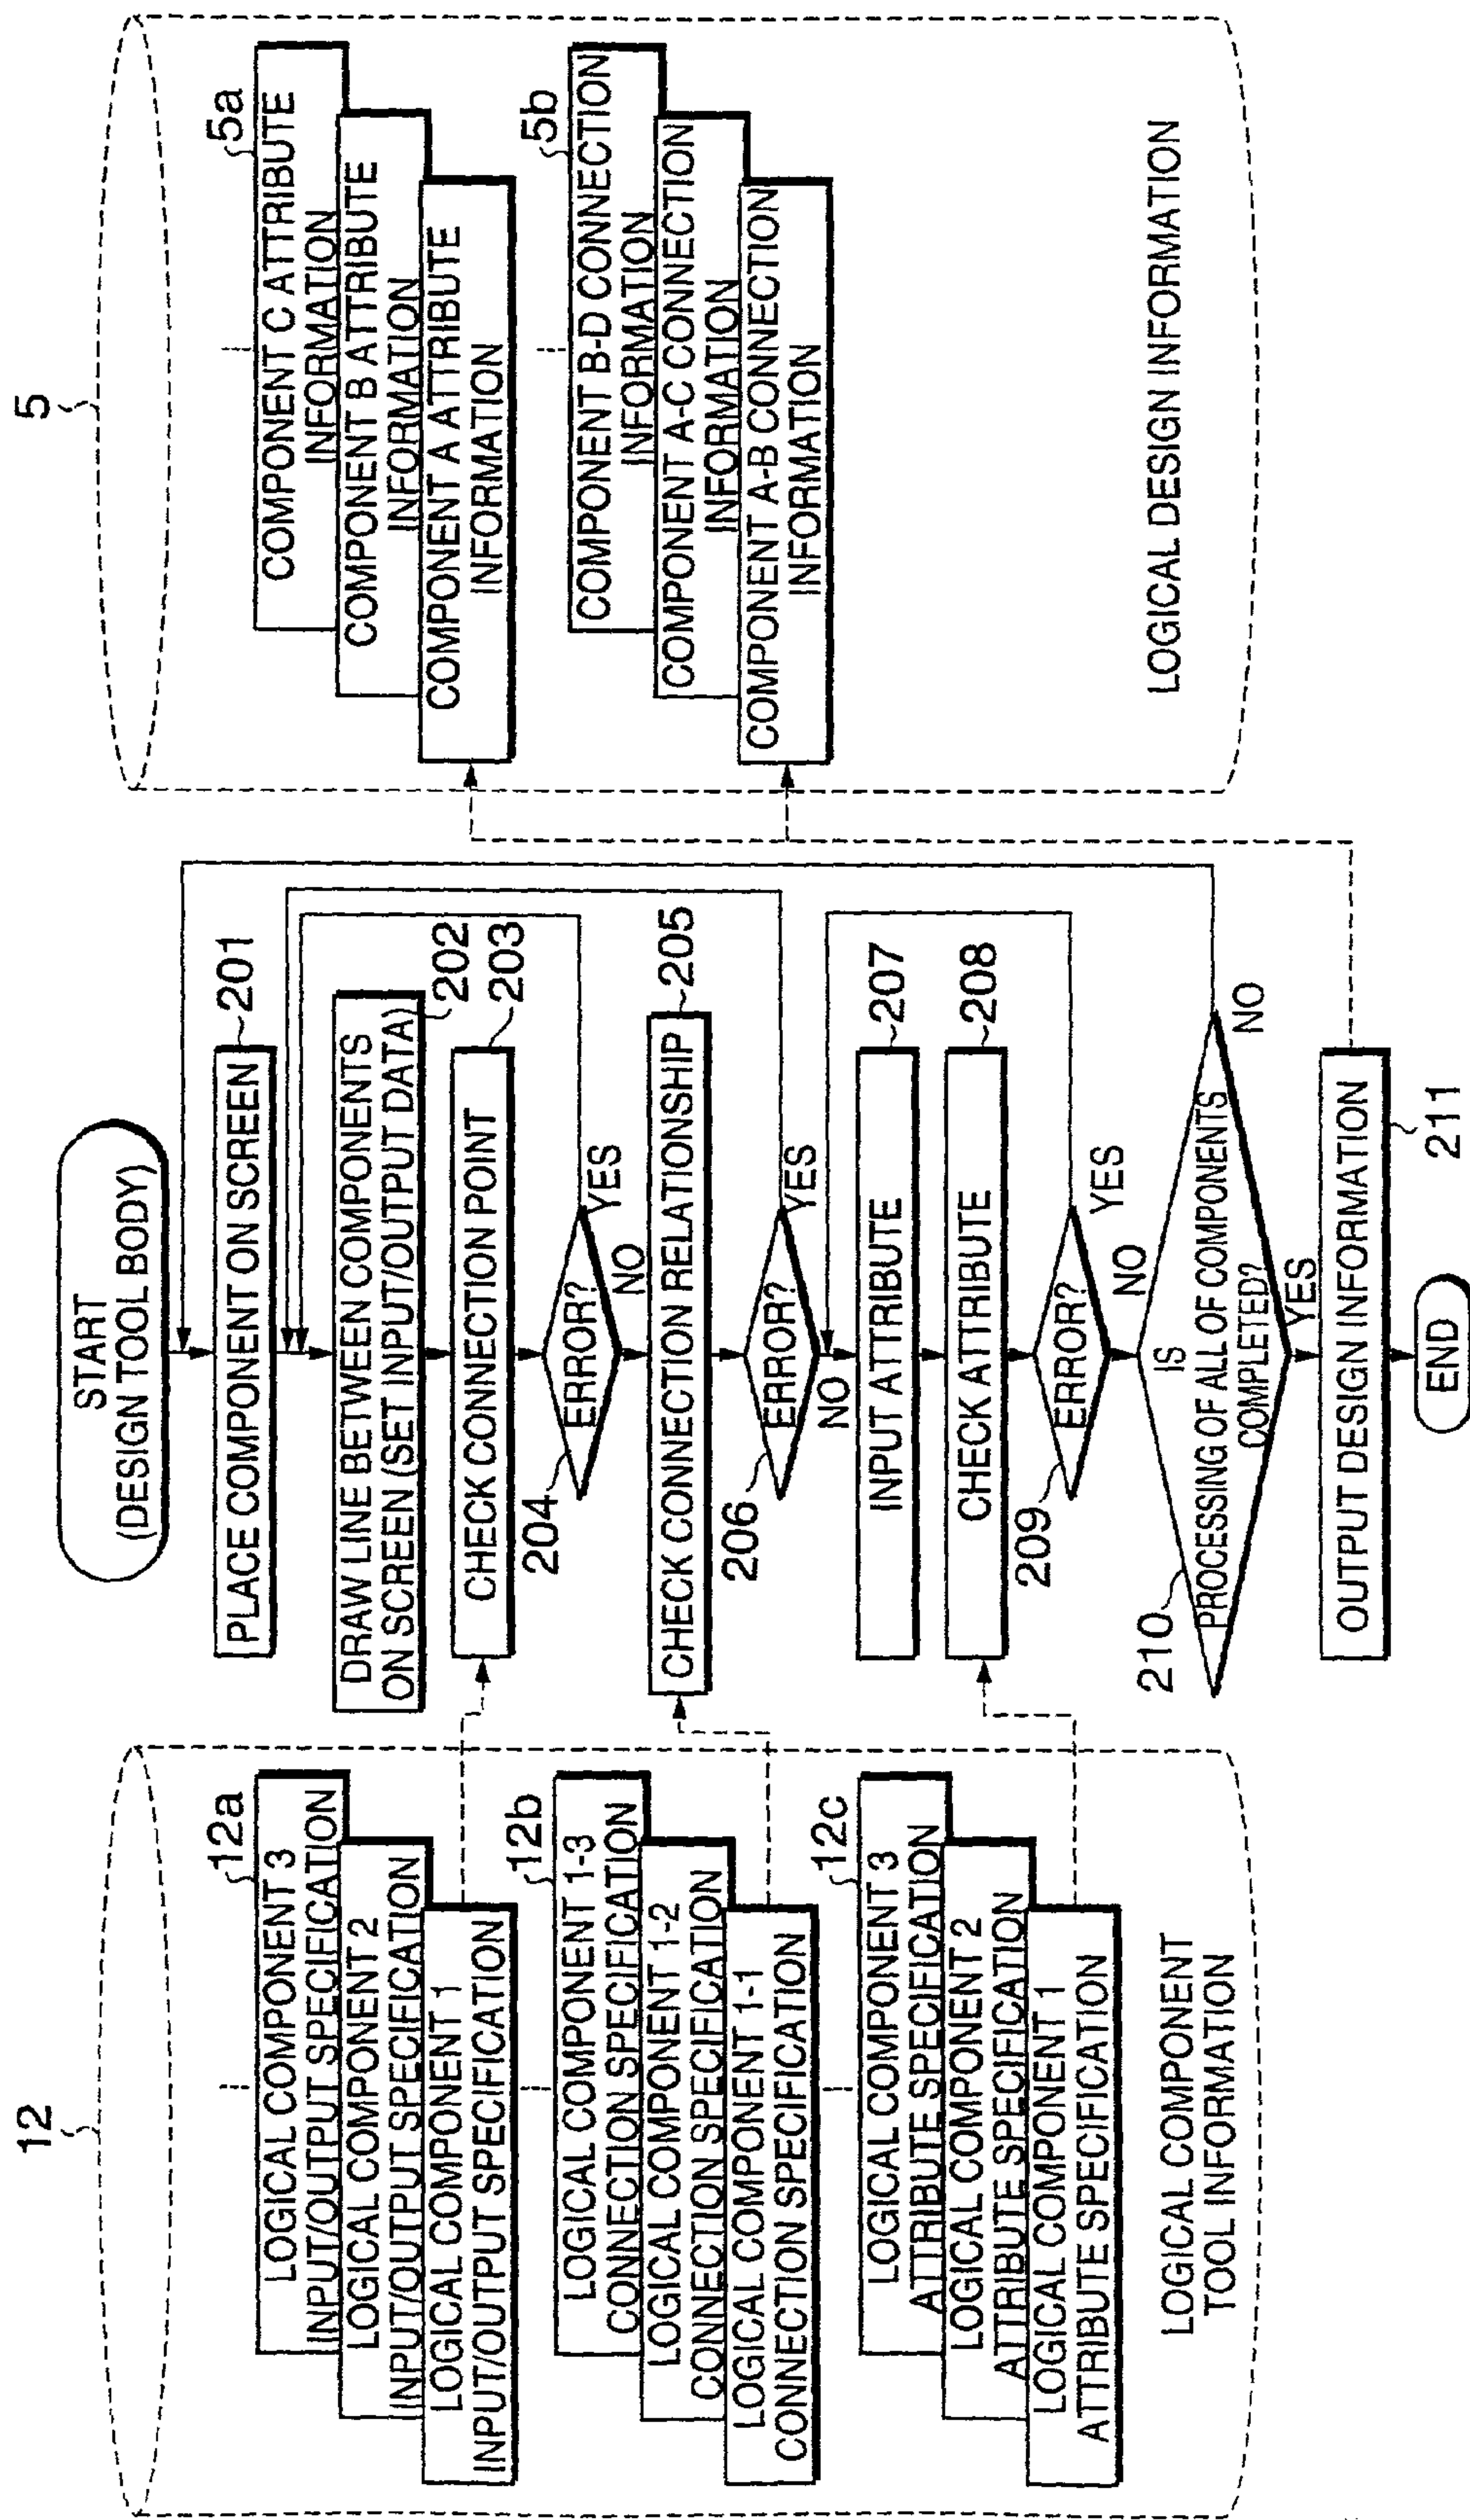 12
12a
LOGICAL COMPONENT 3
INPUT/OUTPUT SPECIFICATION
LOGICAL COMPONENT 2
INPUT/OUTPUT SPECIFICATION
LOGICAL COMPONENT 1
INPUT/OUTPUT SPECIFICATION
12b
LOGICAL COMPONENT 1-3
CONNECTION SPECIFICATION
LOGICAL COMPONENT 1-2
CONNECTION SPECIFICATION
LOGICAL COMPONENT 1-1
CONNECTION SPECIFICATION
12c
LOGICAL COMPONENT 3
ATTRIBUTE SPECIFICATION
LOGICAL COMPONENT 2
ATTRIBUTE SPECIFICATION
LOGICAL COMPONENT 1
ATTRIBUTE SPECIFICATION
LOGICAL COMPONENT
TOOL INFORMATION
START
(DESIGN TOOL BODY)
PLACE COMPONENT ON SCREEN
201
DRAW LINE BETWEEN COMPONENTS
ON SCREEN (SET INPUT/OUTPUT DATA)
202
CHECK CONNECTION POINT
203
204
ERROR?
YES
NO
CHECK CONNECTION RELATIONSHIP
205
206
ERROR?
YES
NO
INPUT ATTRIBUTE
207
CHECK ATTRIBUTE
208
209
ERROR?
YES
NO
210
IS
PROCESSING OF ALL OF COMPONENTS
COMPLETED?
NO
YES
OUTPUT DESIGN INFORMATION
211
END
5
5a
COMPONENT C ATTRIBUTE
INFORMATION
COMPONENT B ATTRIBUTE
INFORMATION
COMPONENT A ATTRIBUTE
INFORMATION
5b
COMPONENT B-D CONNECTION
INFORMATION
COMPONENT A-C CONNECTION
INFORMATION
COMPONENT A-B CONNECTION
INFORMATION
LOGICAL DESIGN INFORMATION